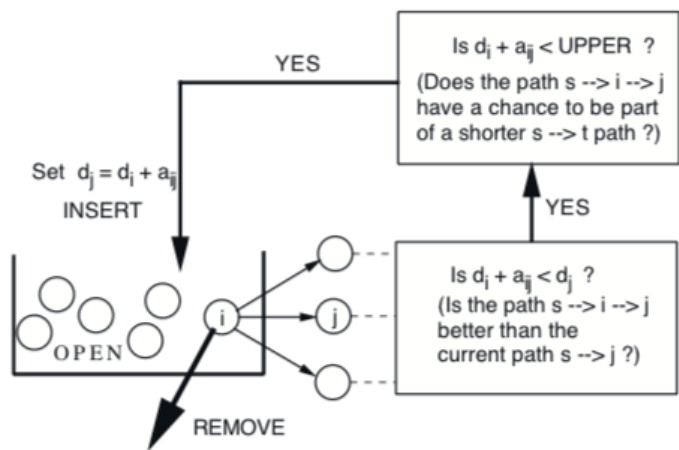 Is d_i + a_ij < UPPER ?
YES
(Does the path s --> i --> j
have a chance to be part
of a shorter s --> t path ?)
Set d_j = d_i + a_ij
INSERT
YES
Is d_i + a_ij < d_j ?
(Is the path s --> i --> j
better than the
current path s --> j ?)
i
j
OPEN
REMOVE